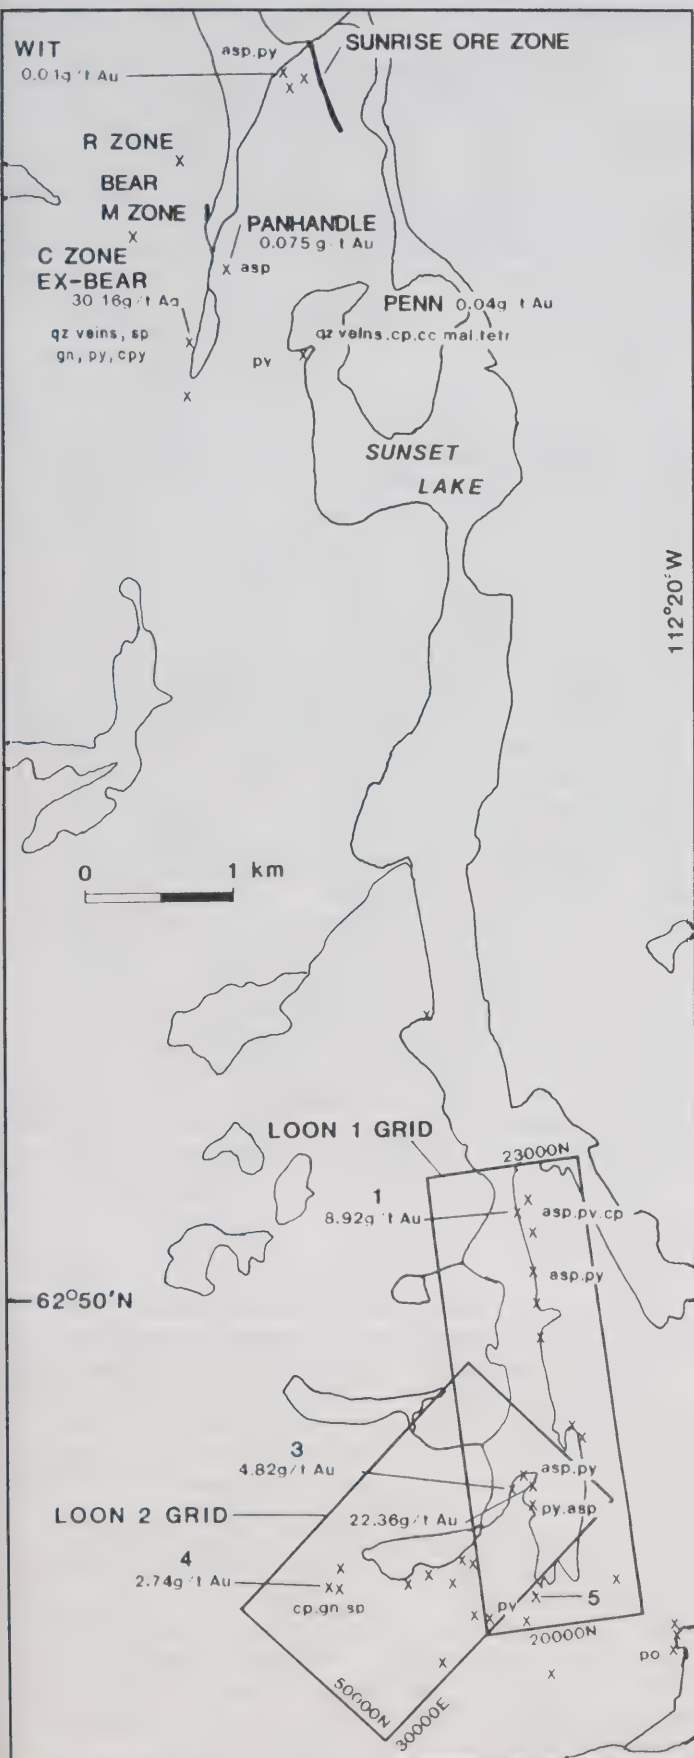 WIT
asp.py
0.01g/t Au
SUNRISE ORE ZONE
R ZONE
BEAR
M ZONE
PANHANDLE
0.075 g/t Au
asp
C ZONE
EX-BEAR
30.16g/t Ag
qz veins, sp
gn, py, cpy
PENN 0.04g t Au
qz veins.cp.cc mal.tetr
py
SUNSET
LAKE
112°20'W
0 1 km
LOON 1 GRID
23000N
1
8.92g/t Au
asp.py.cp
asp.py
62°50'N
3
4.82g/t Au
asp.py
LOON 2 GRID
22.36g/t Au
py.asp
4
2.74g/t Au
cp.gn sp
py
5
20000N
po
50000N
30000E